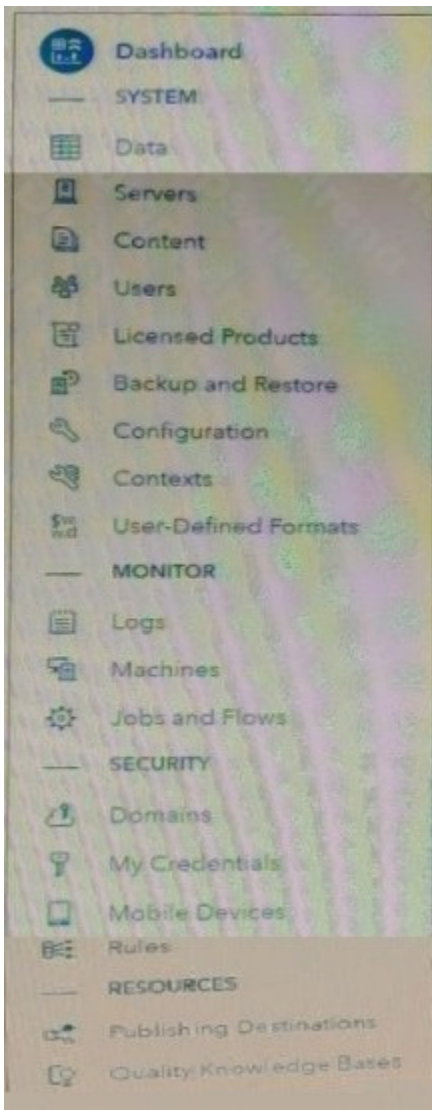 Dashboard
SYSTEM
Data
Servers
Content
Users
Licensed Products
Backup and Restore
Configuration
Contexts
User-Defined Formats
MONITOR
Logs
Machines
Jobs and Flows
SECURITY
Domains
My Credentials
Mobile Devices
Rules
RESOURCES
Publishing Destinations
Quality Knowledge Bases